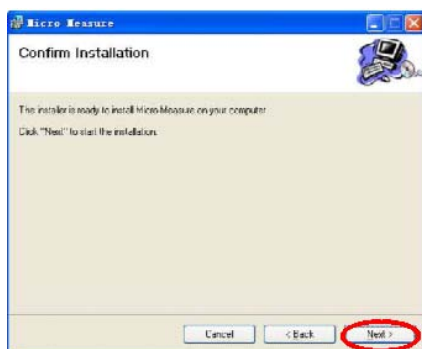 Micro Measure
Confirm Installation
The installer is ready to install Micro Measure on your computer.
Click "Next" to start the installation.
Cancel
< Back
Next >